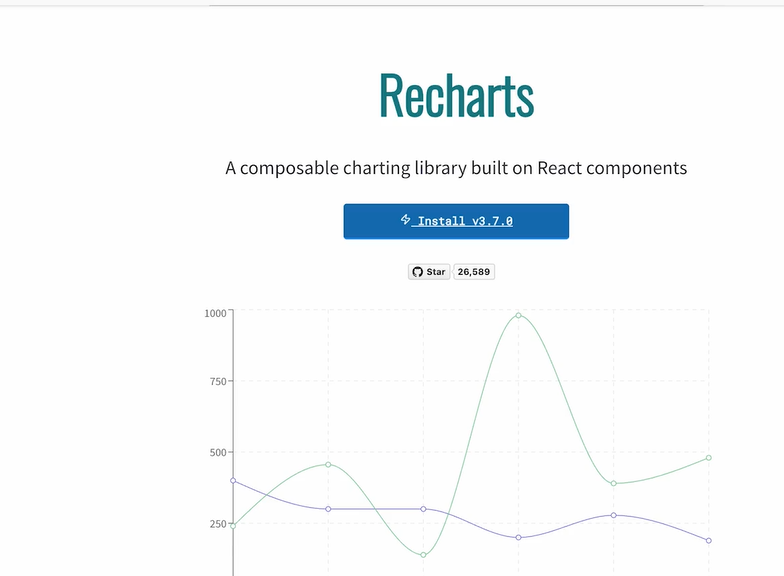 Recharts
A composable charting library built on React components
Install v3.7.0
Star 26,589
1000
750
500
250